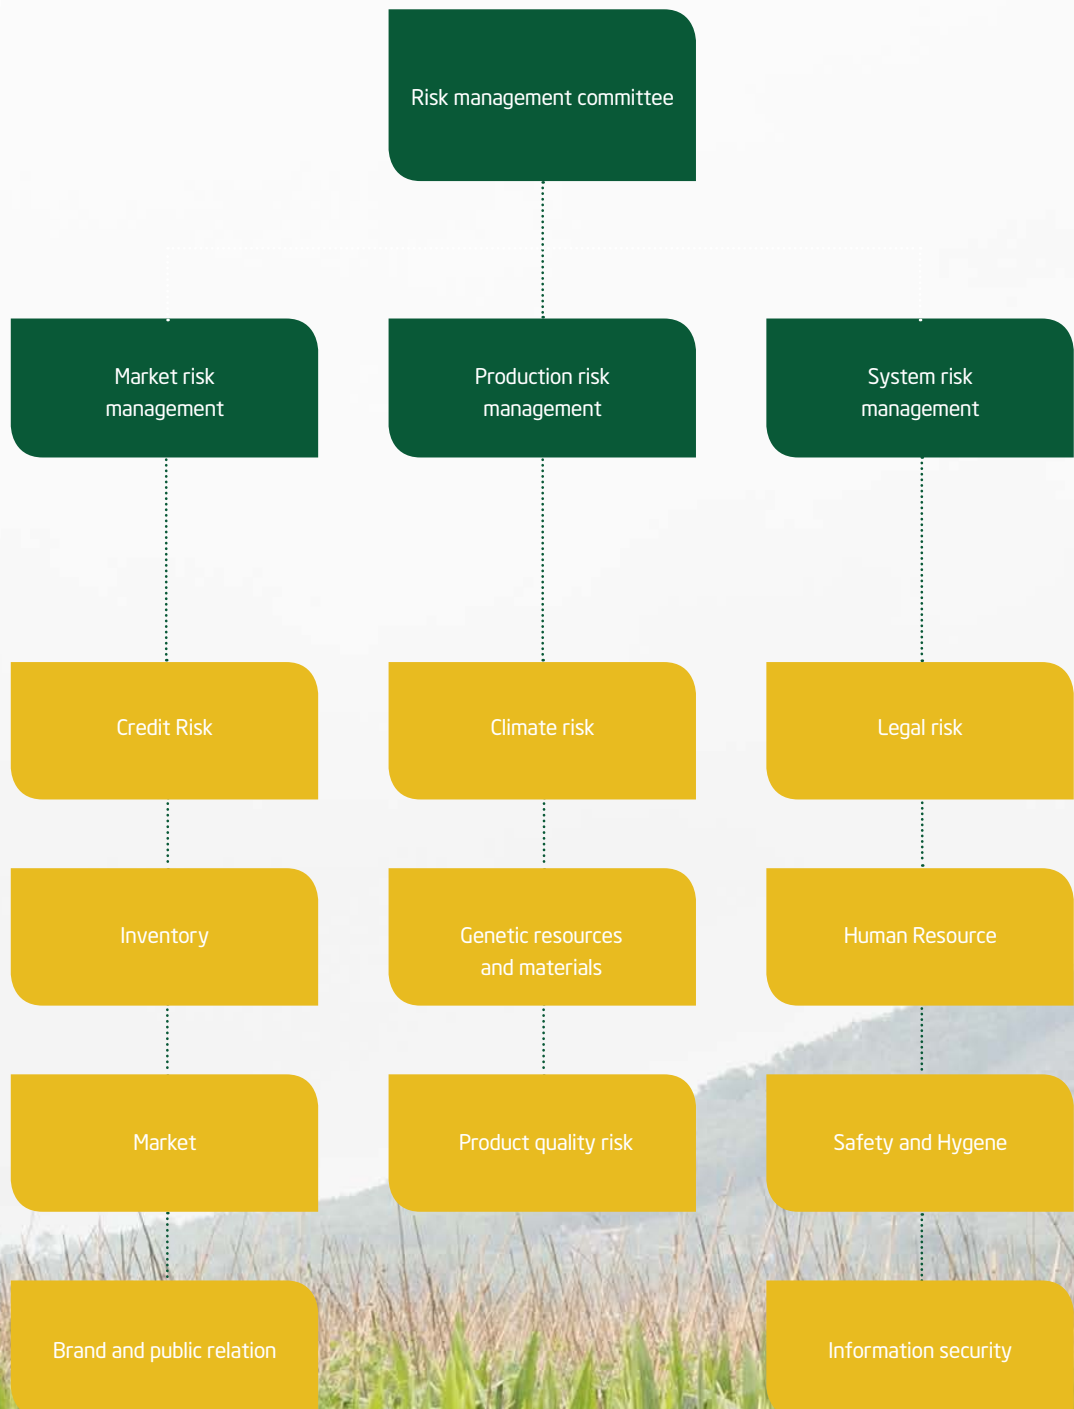 Risk management committee
Market risk
management
Production risk
management
System risk
management
Credit Risk
Climate risk
Legal risk
Inventory
Genetic resources
and materials
Human Resource
Market
Product quality risk
Safety and Hygene
Brand and public relation
Information security